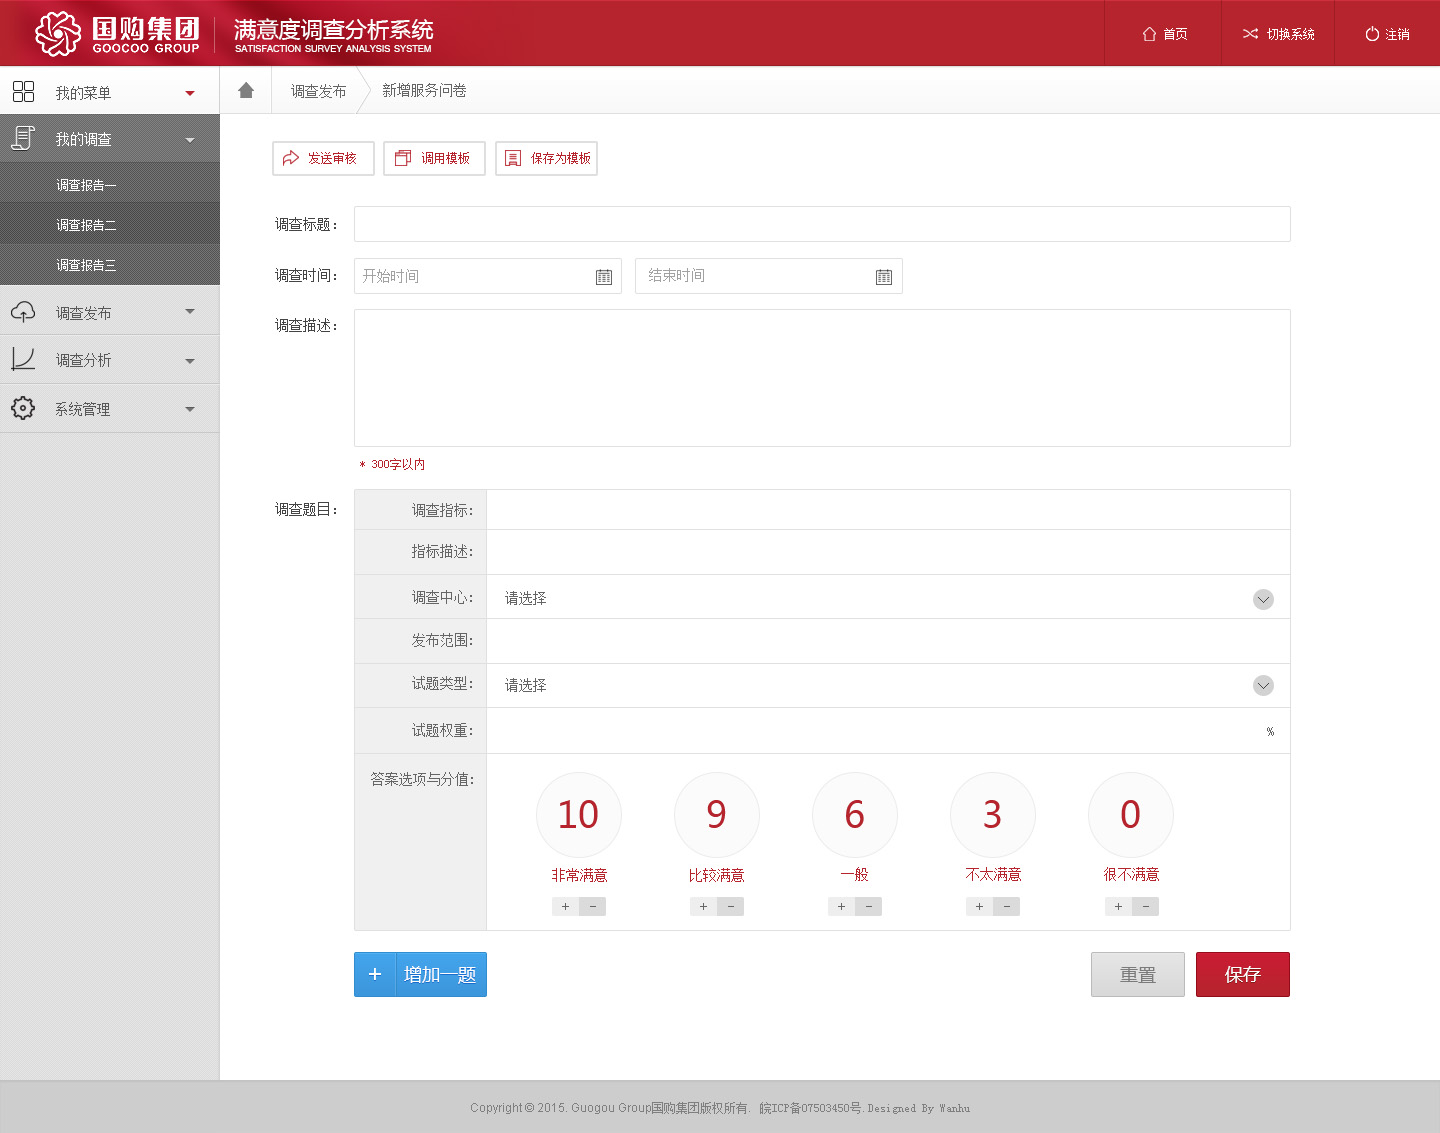 国购集团
GOOCOO GROUP
满意度调查分析系统
SATISFACTION SURVEY ANALYSIS SYSTEM
首页
切换系统
注销
我的菜单
我的调查
调查报告一
调查报告二
调查报告三
调查发布
调查分析
系统管理
调查发布
新增服务问卷
发送审核
调用模板
保存为模板
调查标题：
调查时间：
开始时间
结束时间
调查描述：
* 300字以内
调查题目：
调查指标：
指标描述：
调查中心：
请选择
发布范围：
试题类型：
请选择
试题权重：
%
答案选项与分值：
10 9 6 3 0
非常满意 比较满意 一般 不太满意 很不满意
+ - + - + - + - + -
+ 增加一题
重置
保存
Copyright © 2015. Guogou Group国购集团版权所有. 皖ICP备07503450号.Designed By Wanhu